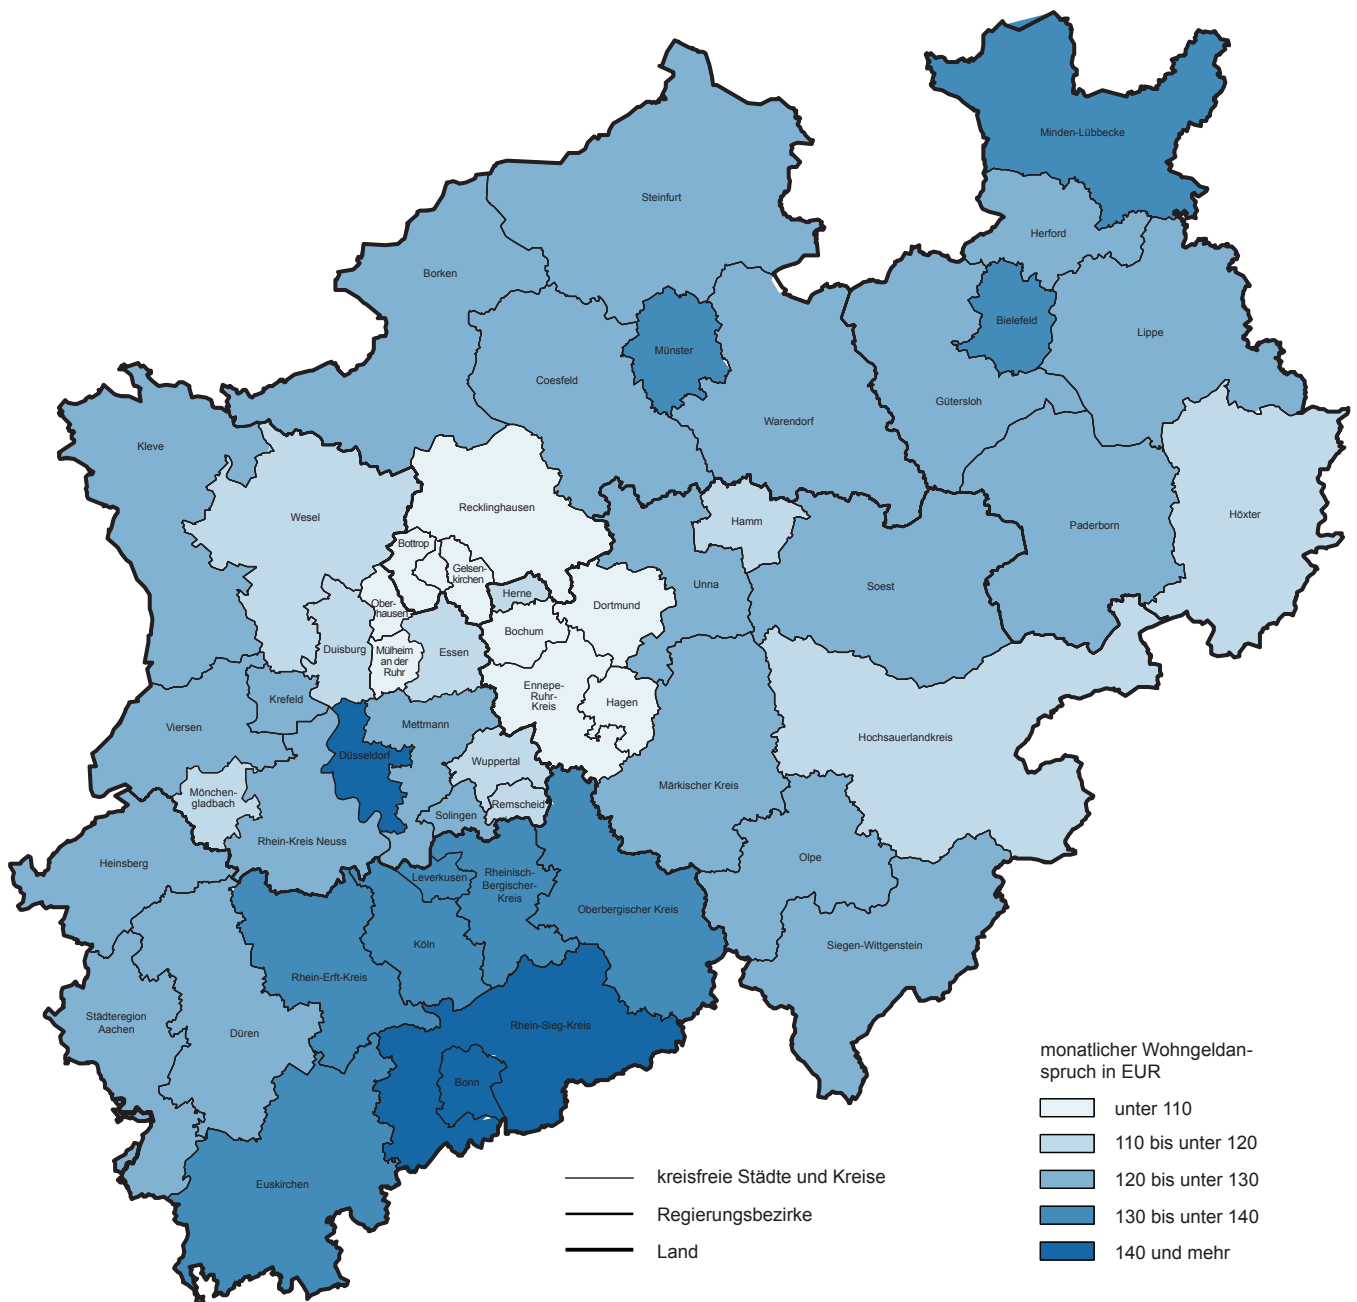 Minden-Lübbecke
Steinfurt
Herford
Borken
Bielefeld
Lippe
Münster
Coesfeld
Gütersloh
Warendorf
Kleve
Recklinghausen
Wesel
Hamm
Paderborn
Höxter
Bottrop
Gelsen-
kirchen
Unna
Soest
Herne
Ober-
hausen
Dortmund
Bochum
Duisburg
Mülheim
an der
Ruhr
Essen
Ennepe-
Ruhr-
Kreis
Hagen
Krefeld
Viersen
Mettmann
Hochsauerlandkreis
Düsseldorf
Wuppertal
Märkischer Kreis
Mönchen-
gladbach
Remscheid
Solingen
Rhein-Kreis Neuss
Heinsberg
Olpe
Leverkusen
Rheinisch-
Bergischer-
Kreis
Oberbergischer Kreis
Köln
Siegen-Wittgenstein
Rhein-Erft-Kreis
Städteregion
Aachen
Düren
Rhein-Sieg-Kreis
Bonn
Euskirchen
monatlicher Wohngeldan-
spruch in EUR
unter 110
110 bis unter 120
120 bis unter 130
130 bis unter 140
140 und mehr
kreisfreie Städte und Kreise
Regierungsbezirke
Land